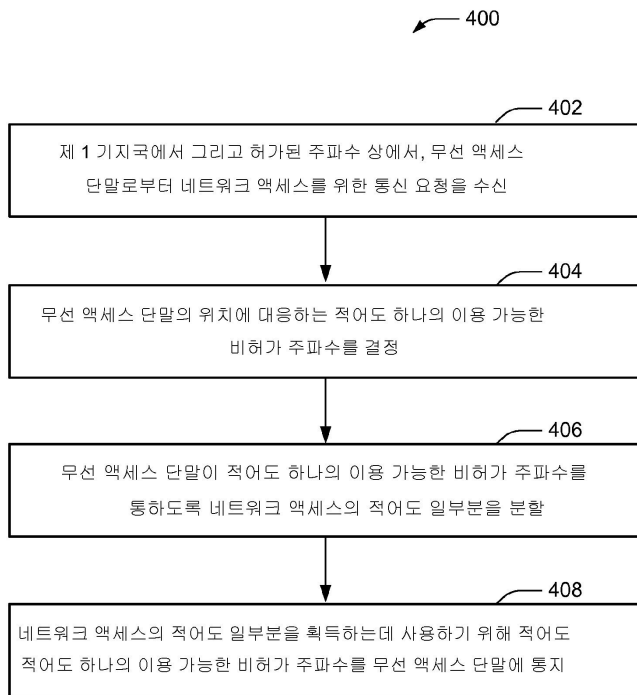 400
402
제 1 기지국에서 그리고 허가된 주파수 상에서, 무선 액세스
단말로부터 네트워크 액세스를 위한 통신 요청을 수신
404
무선 액세스 단말의 위치에 대응하는 적어도 하나의 이용 가능한
비허가 주파수를 결정
406
무선 액세스 단말이 적어도 하나의 이용 가능한 비허가 주파수를
통하도록 네트워크 액세스의 적어도 일부분을 분할
408
네트워크 액세스의 적어도 일부분을 획득하는데 사용하기 위해 적어도
적어도 하나의 이용 가능한 비허가 주파수를 무선 액세스 단말에 통지